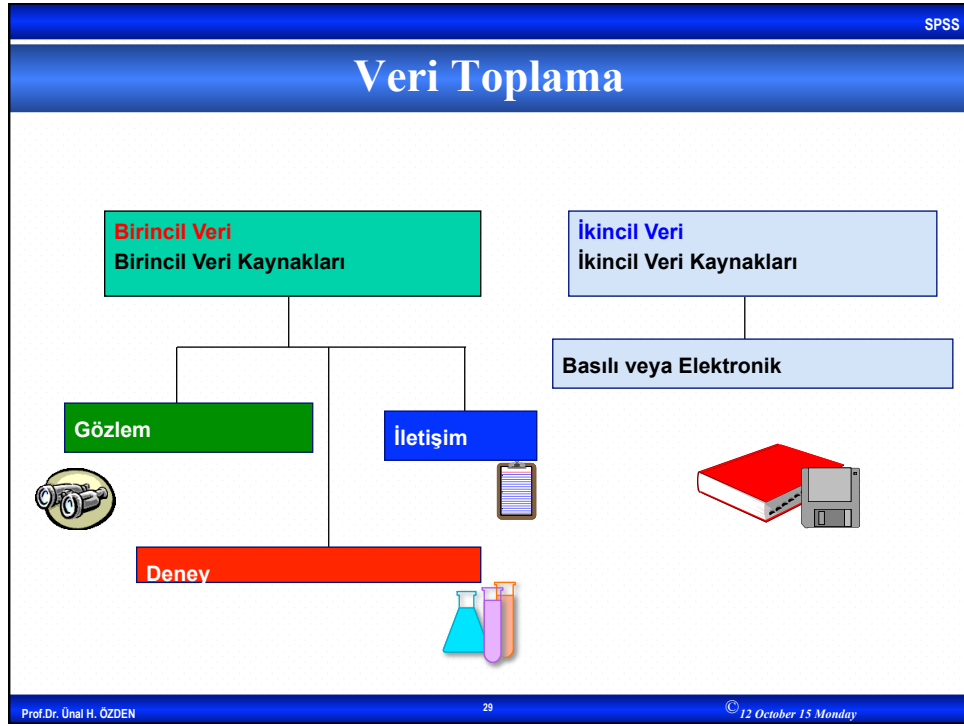 SPSS
Veri Toplama
Birincil Veri
Birincil Veri Kaynakları
İkincil Veri
İkincil Veri Kaynakları
Basılı veya Elektronik
Gözlem
İletişim
Deney
Prof.Dr. Ünal H. ÖZDEN
29
©12 October 15 Monday